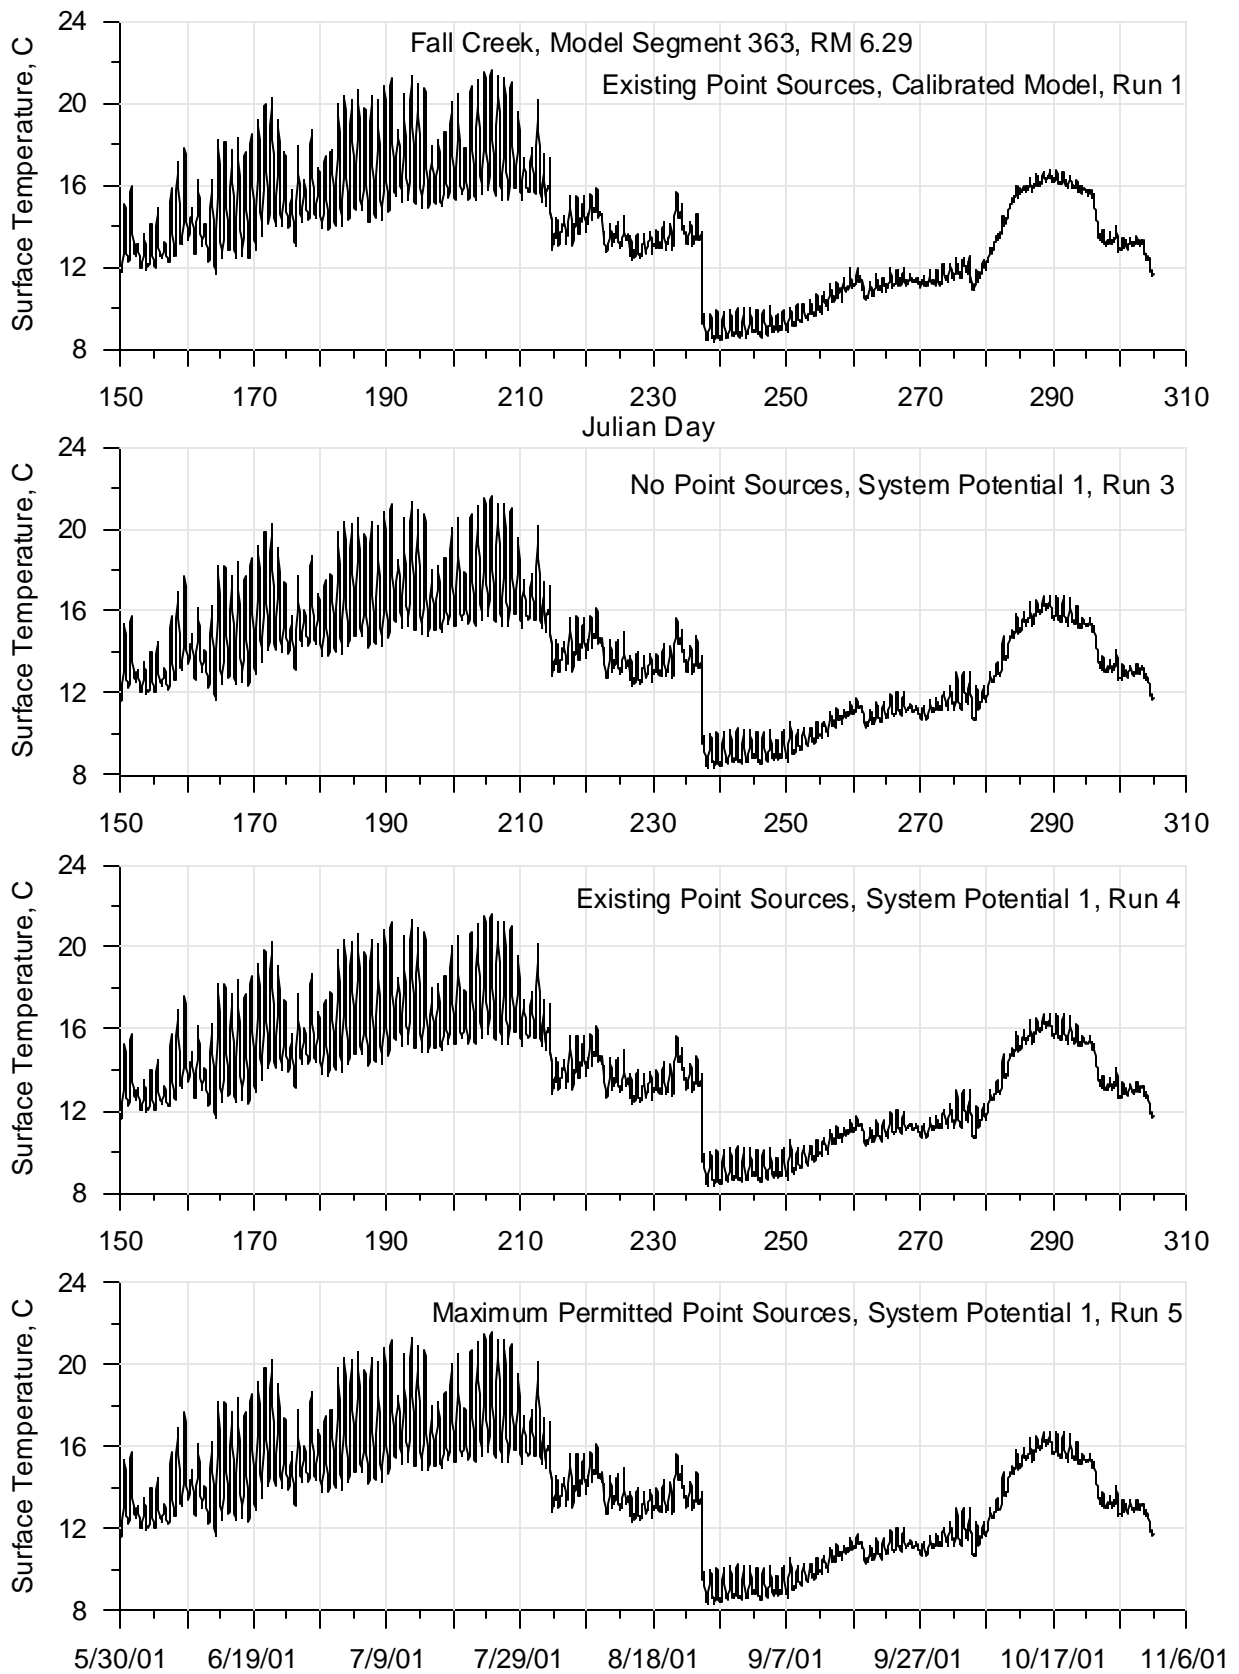 Fall Creek, Model Segment 363, RM 6.29
Existing Point Sources, Calibrated Model, Run 1
Surface Temperature, C
24
20
16
12
8
150 170 190 210 230 250 270 290 310
Julian Day
No Point Sources, System Potential 1, Run 3
Surface Temperature, C
24
20
16
12
8
150 170 190 210 230 250 270 290 310
Existing Point Sources, System Potential 1, Run 4
Surface Temperature, C
24
20
16
12
8
150 170 190 210 230 250 270 290 310
Maximum Permitted Point Sources, System Potential 1, Run 5
Surface Temperature, C
24
20
16
12
8
5/30/01 6/19/01 7/9/01 7/29/01 8/18/01 9/7/01 9/27/01 10/17/01 11/6/01